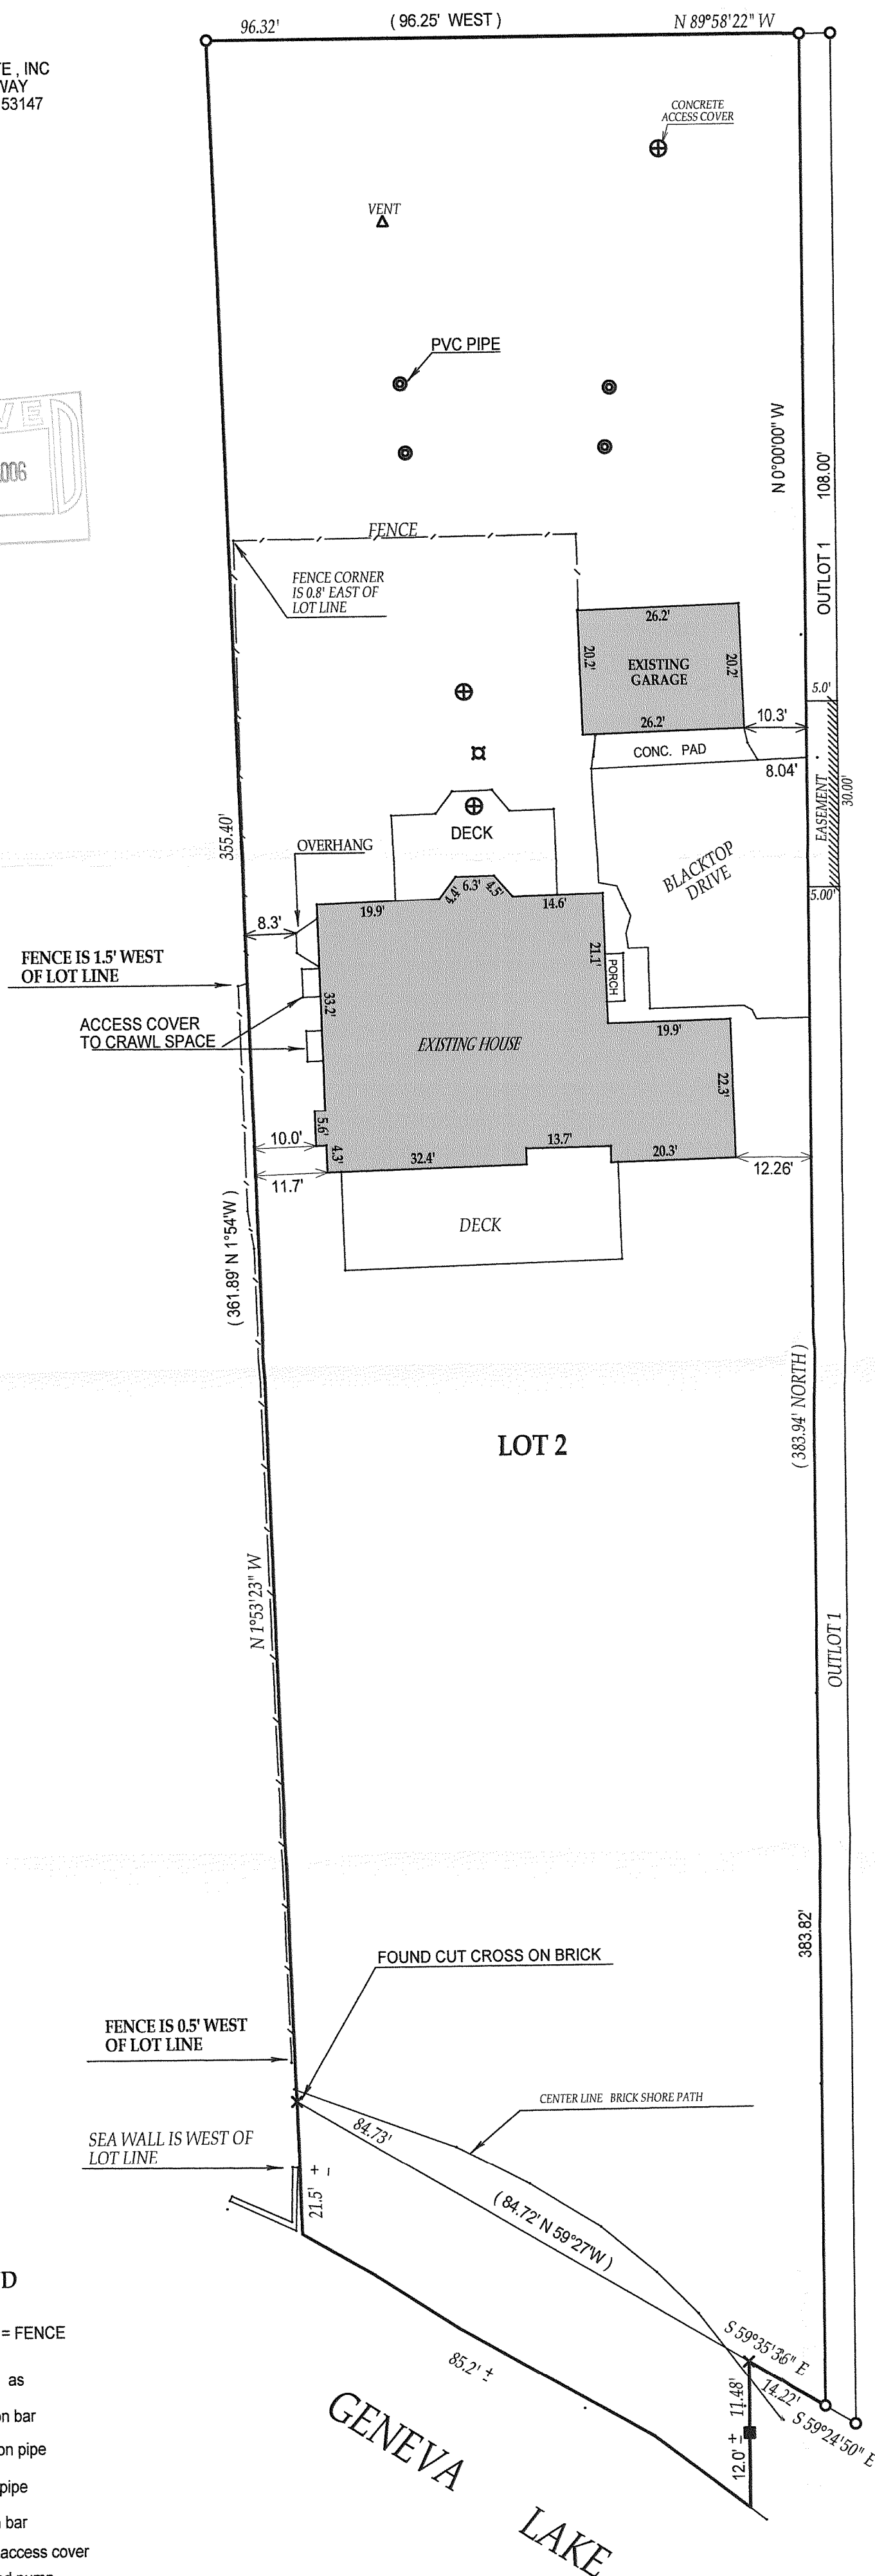 96.32'
( 96.25' WEST )
N 89°58'22" W
E, INC
WAY
53147
CONCRETE
ACCESS COVER
VENT
PVC PIPE
VE
006
N 0°00'00" W
108.00'
OUTLOT 1
FENCE
FENCE CORNER
IS 0.8' EAST OF
LOT LINE
26.2'
20.2'
EXISTING
GARAGE
20.2'
26.2'
5.0'
10.3'
CONC. PAD
8.04'
EASEMENT
30.00'
355.40'
OVERHANG
DECK
BLACKTOP
DRIVE
5.00'
8.3'
19.9'
4.4'
6.3'
4.5'
14.6'
FENCE IS 1.5' WEST
OF LOT LINE
21.1'
PORCH
33.2'
ACCESS COVER
TO CRAWL SPACE
EXISTING HOUSE
19.9'
22.3'
5.6'
10.0'
4.3'
32.4'
13.7'
20.3'
11.7'
12.26'
DECK
( 361.89' N 1°54'W )
( 383.94' NORTH )
LOT 2
N 1°53'23" W
OUTLOT 1
383.82'
FOUND CUT CROSS ON BRICK
FENCE IS 0.5' WEST
OF LOT LINE
CENTER LINE BRICK SHORE PATH
84.73'
SEA WALL IS WEST OF
LOT LINE
21.5' + -
( 84.72' N 59°27'W )
D
= FENCE
as
on bar
on pipe
pipe
bar
access cover
S 59°35'36" E
14.22'
S 59°24'50" E
11.48'
12.0' ±
85.2' ±
GENEVA
LAKE